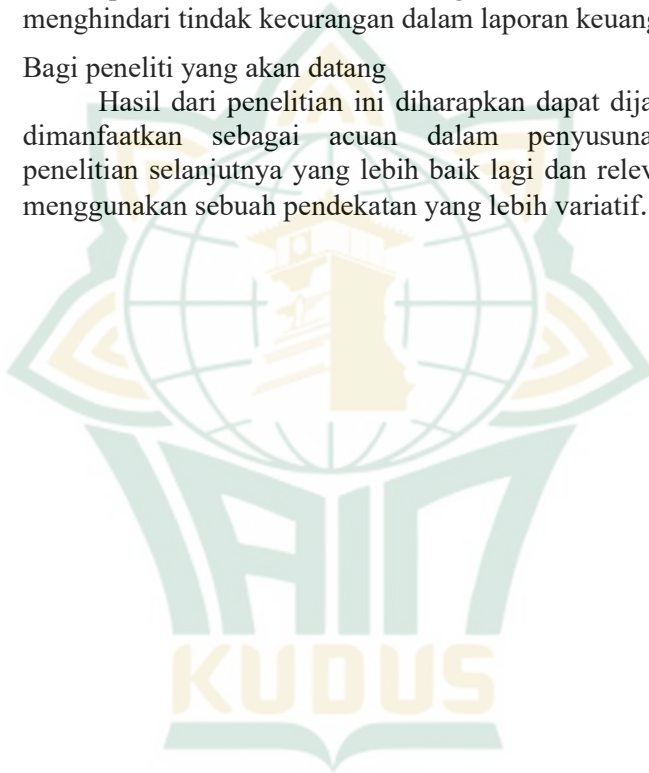 menghindari tindak kecurangan dalam laporan keuang
Bagi peneliti yang akan datang
Hasil dari penelitian ini diharapkan dapat dija
dimanfaatkan sebagai acuan dalam penyusuna
penelitian selanjutnya yang lebih baik lagi dan relev
menggunakan sebuah pendekatan yang lebih variatif.
IAIN
KUDUS